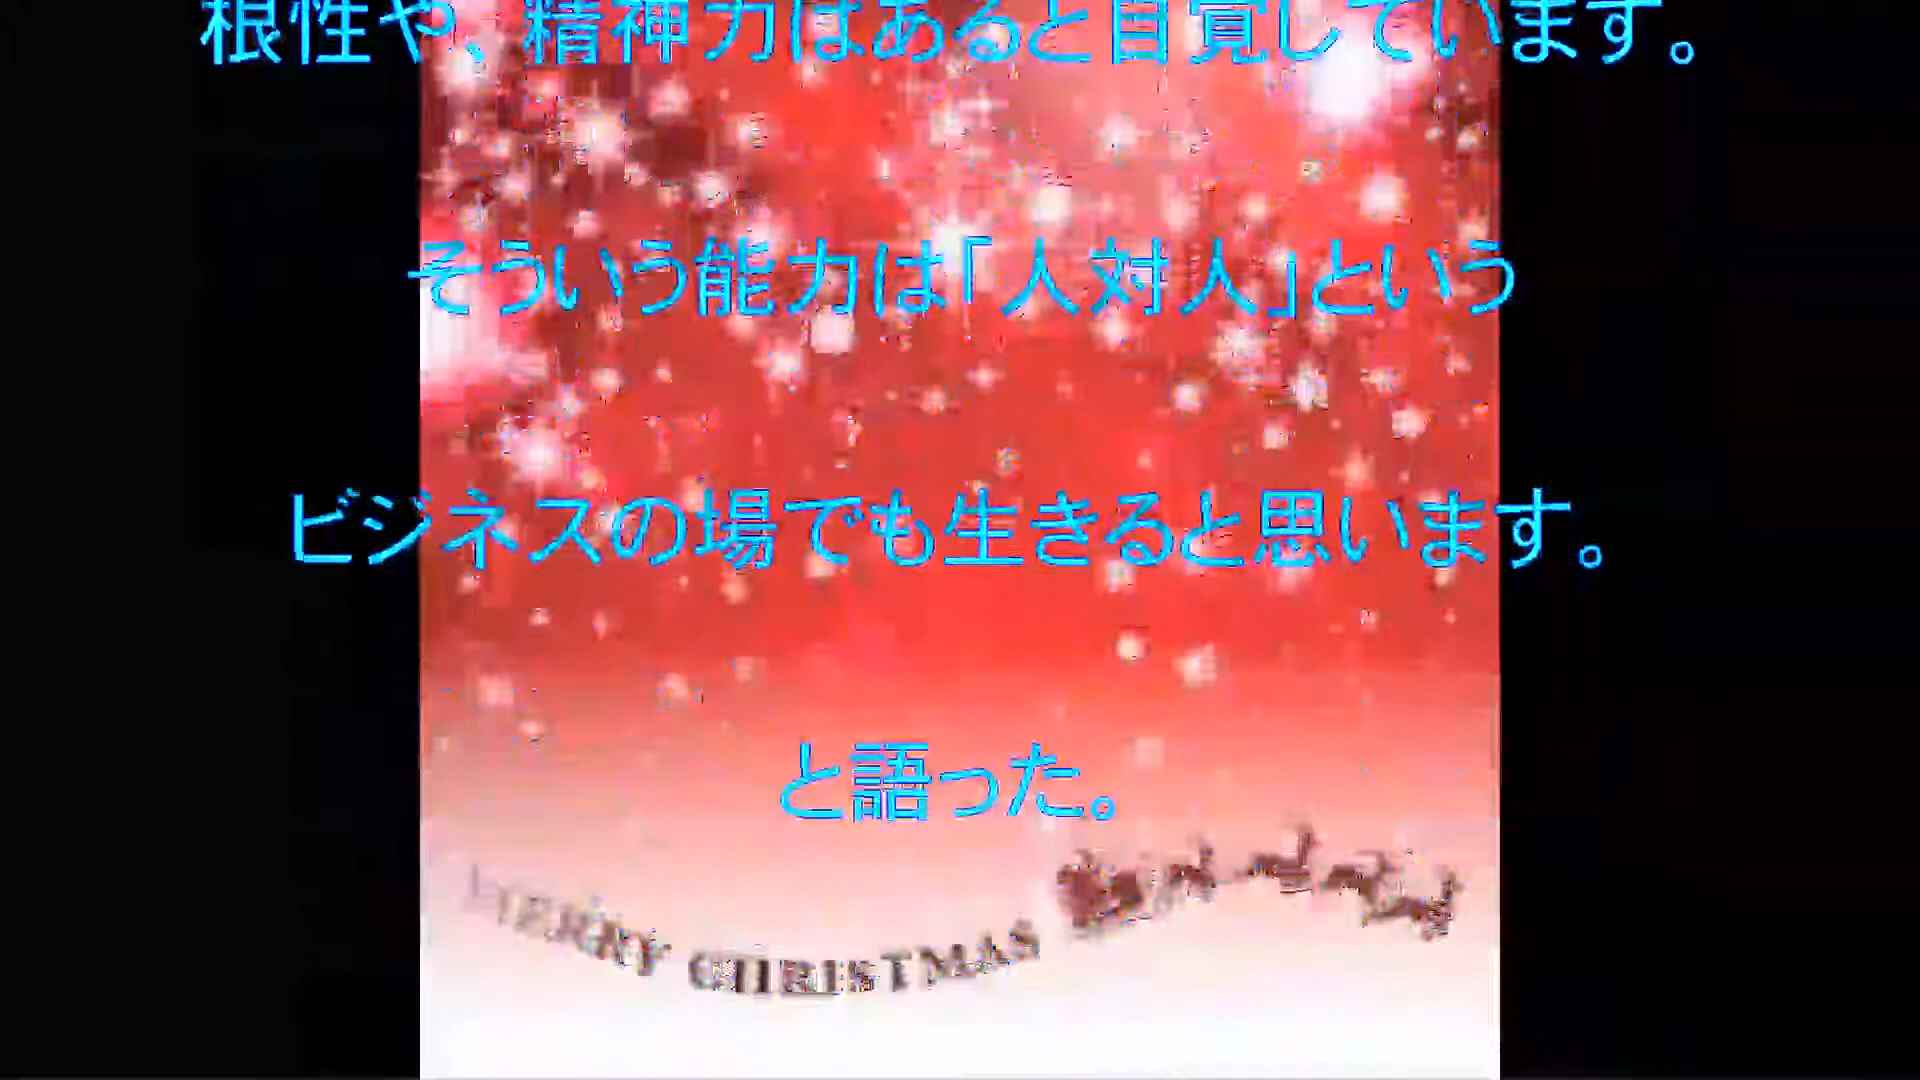 根性や、精神力はあると自覚しています。
そういう能力は「人対人」という
ビジネスの場でも生きると思います。
と語った。
MERRY CHRISTMAS